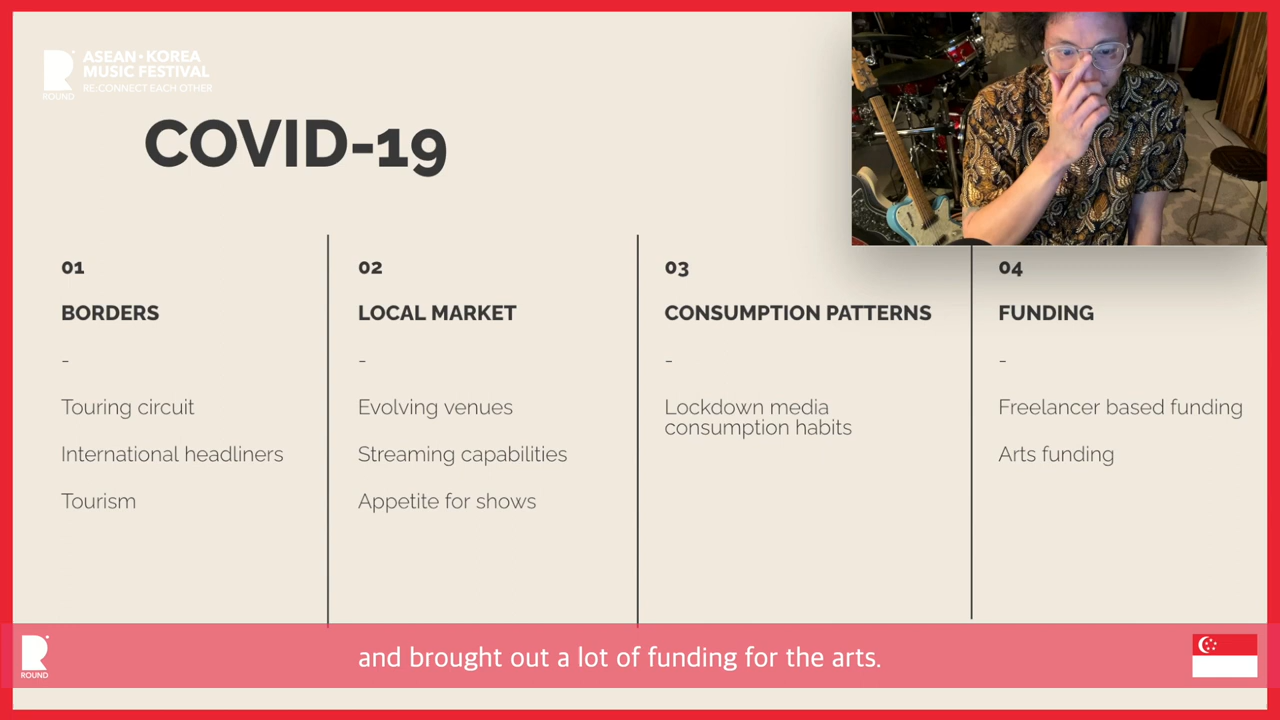 ASEAN•KOREA
MUSIC FESTIVAL
RE:CONNECT EACH OTHER
ROUND
COVID-19
01
BORDERS
-
Touring circuit
International headliners
Tourism
02
LOCAL MARKET
-
Evolving venues
Streaming capabilities
Appetite for shows
03
CONSUMPTION PATTERNS
-
Lockdown media
consumption habits
04
FUNDING
-
Freelancer based funding
Arts funding
ROUND
and brought out a lot of funding for the arts.